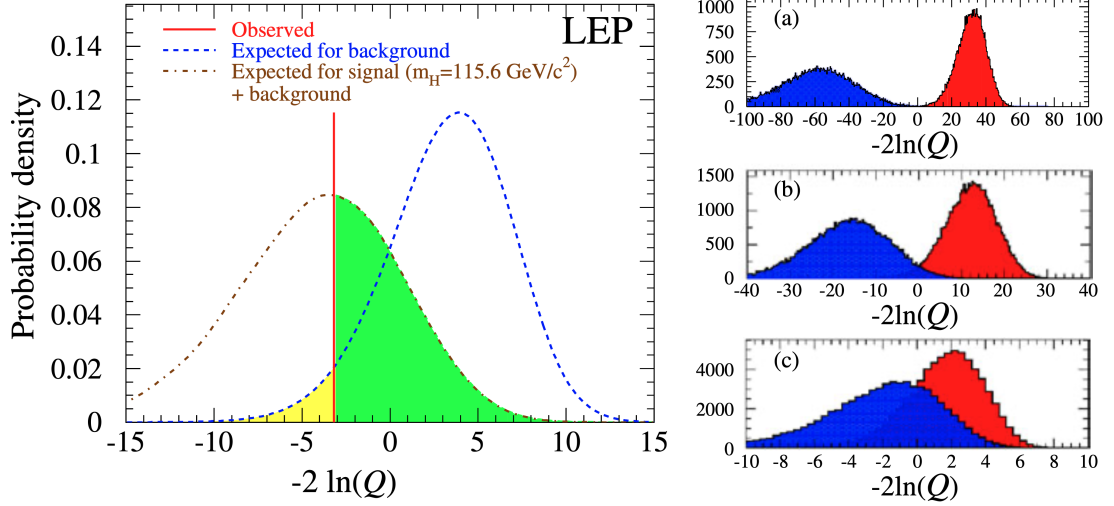 LEP
Observed
Expected for background
Expected for signal (m_H=115.6 GeV/c²)
+ background
Probability density
0.14
0.12
0.1
0.08
0.06
0.04
0.02
0
-15 -10 -5 0 5 10 15
-2 ln(Q)
(a)
1000
750
500
250
0
-100 -80 -60 -40 -20 0 20 40 60 80 100
-2ln(Q)
(b)
1500
1000
500
0
-40 -30 -20 -10 0 10 20 30 40
-2ln(Q)
(c)
4000
2000
0
-10 -8 -6 -4 -2 0 2 4 6 8 10
-2ln(Q)